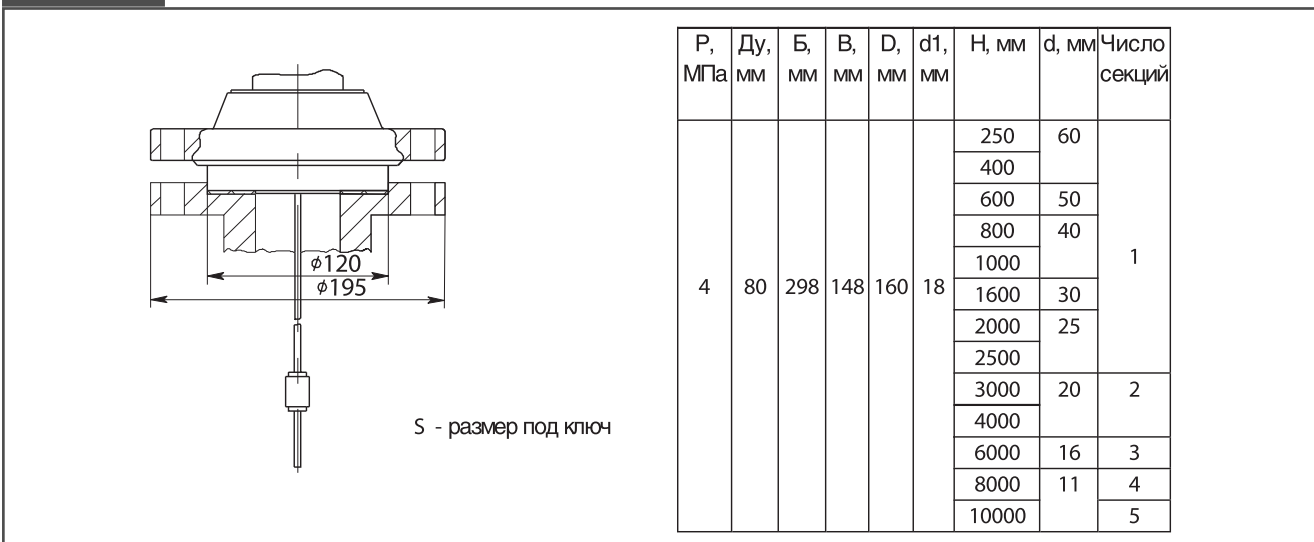 ϕ120
ϕ195
S - размер под ключ
Р, МПа Ду, мм Б, мм В, мм D, мм d1, мм Н, мм d, мм Число секций
250 60
400
600 50
800 40
1000 1
4 80 298 148 160 18 1600 30
2000 25
2500
3000 20 2
4000
6000 16 3
8000 11 4
10000 5